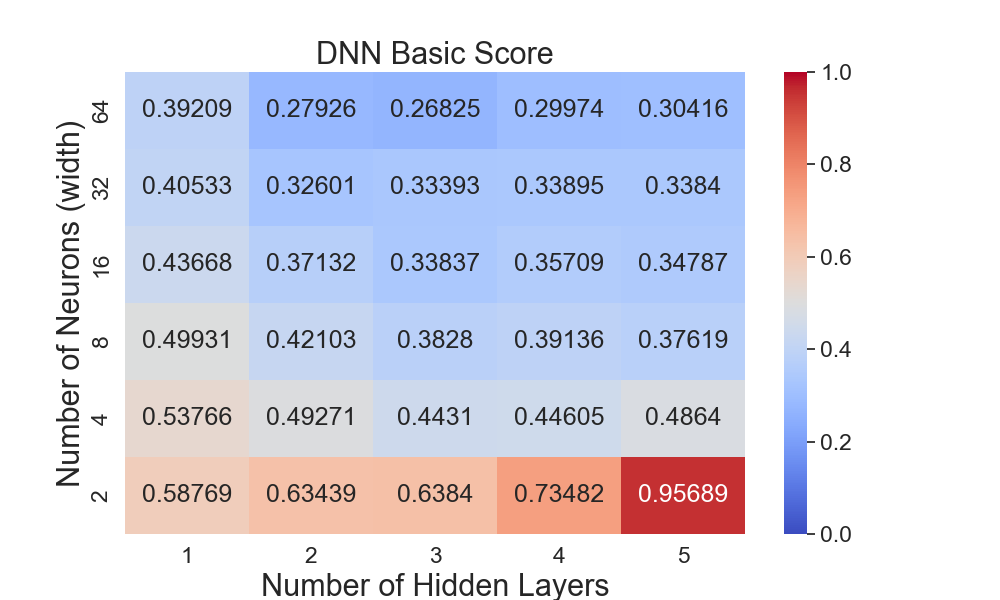 DNN Basic Score
Number of Neurons (width)
64 0.39209 0.27926 0.26825 0.29974 0.30416
32 0.40533 0.32601 0.33393 0.33895 0.3384
16 0.43668 0.37132 0.33837 0.35709 0.34787
8 0.49931 0.42103 0.3828 0.39136 0.37619
4 0.53766 0.49271 0.4431 0.44605 0.4864
2 0.58769 0.63439 0.6384 0.73482 0.95689
1 2 3 4 5
Number of Hidden Layers
1.0
0.8
0.6
0.4
0.2
0.0